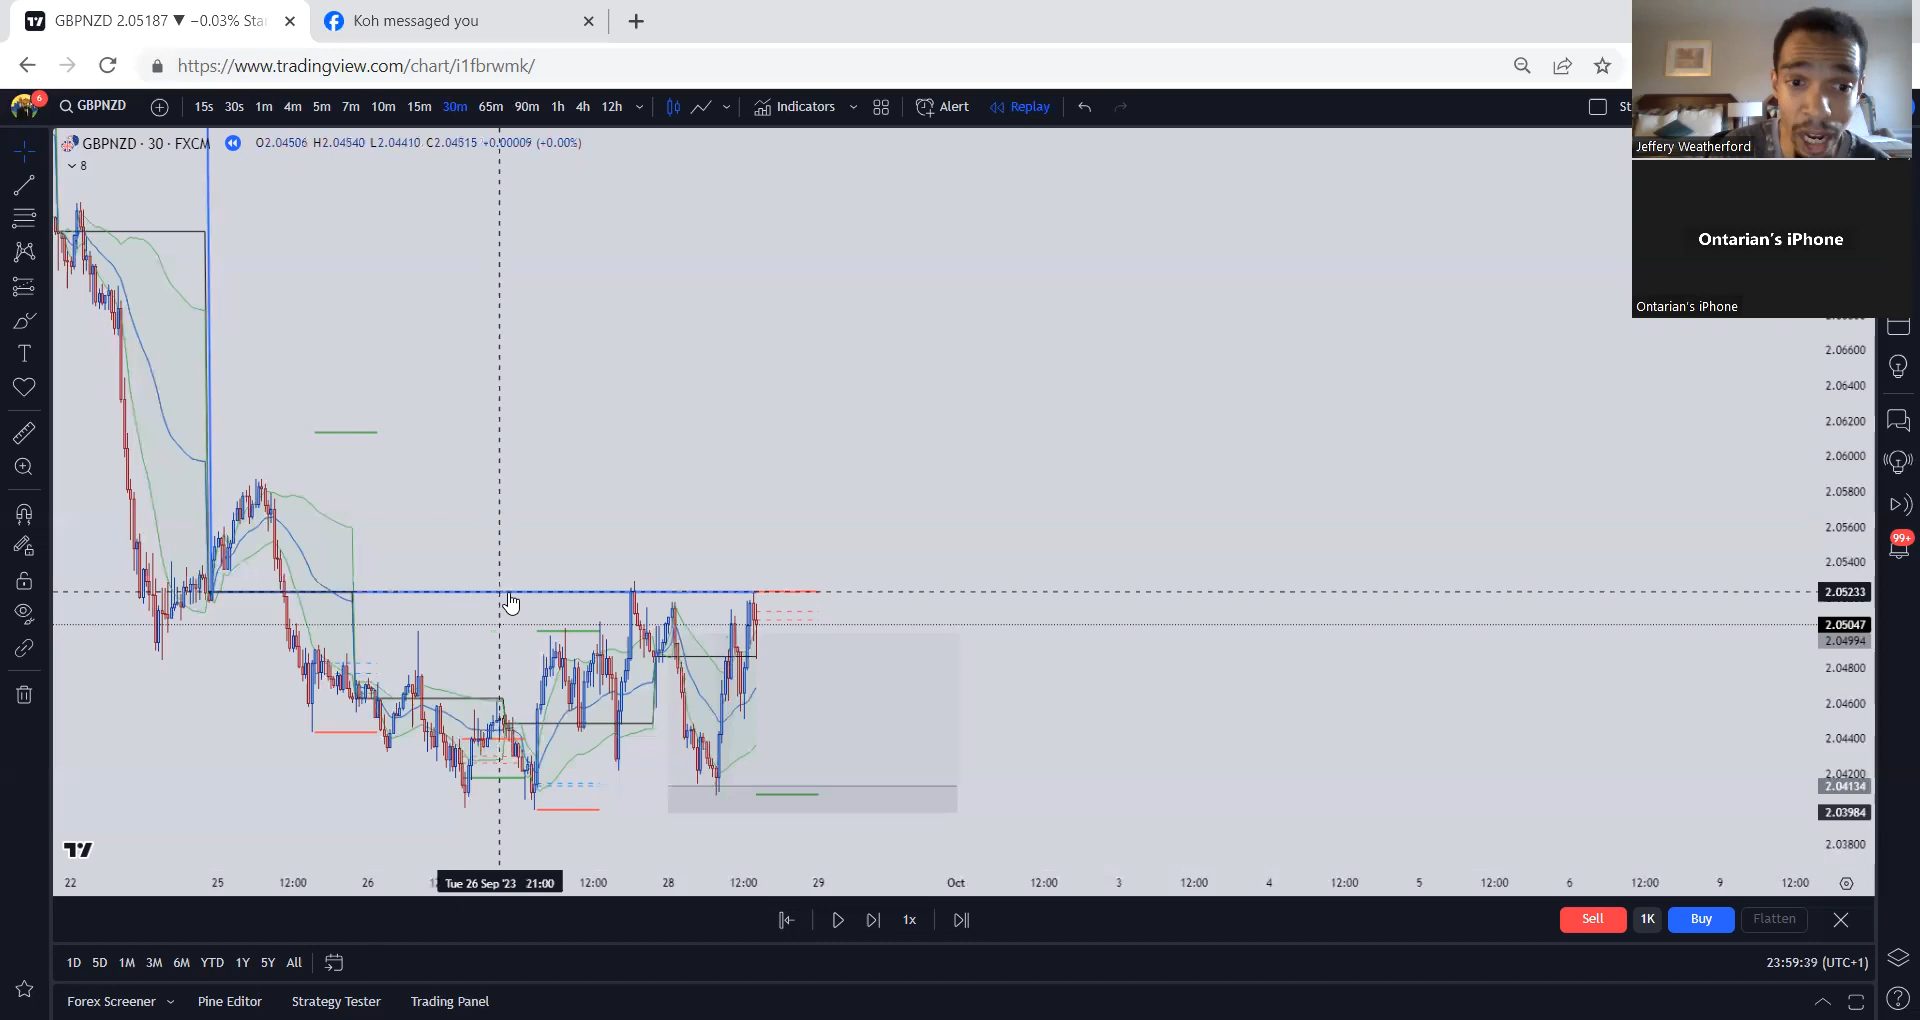 GBPNZD 2.05187 ▼ −0.03% Star
Koh messaged you
https://www.tradingview.com/chart/i1fbrwmk/
6
GBPNZD
15s 30s 1m 4m 5m 7m 10m 15m 30m 65m 90m 1h 4h 12h
Indicators
Alert
Replay
St
Jeffery Weatherford
GBPNZD · 30 · FXCM
O2.04506 H2.04540 L2.04410 C2.04515 +0.00009 (+0.00%)
8
Ontarian's iPhone
Ontarian's iPhone
2.06600
2.06400
2.06200
2.06000
2.05800
2.05600
2.05400
2.05233
2.05047
2.04994
2.04800
2.04600
2.04400
2.04200
2.04134
2.03984
2.03800
99+
22 25 12:00 26 Tue 26 Sep '23 21:00 12:00 28 12:00 29 Oct 12:00 3 12:00 4 12:00 5 12:00 6 12:00 9 12:00
1x
Sell 1K Buy Flatten
1D 5D 1M 3M 6M YTD 1Y 5Y All
23:59:39 (UTC+1)
Forex Screener Pine Editor Strategy Tester Trading Panel